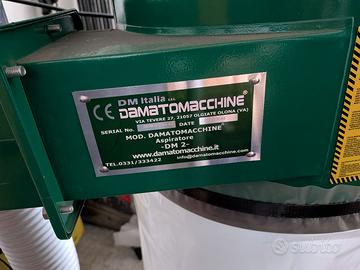 DM Italia s.r.l.
CE DAMATOMACCHINE®
VIA TEVERE 27, 21057 OLGIATE OLONA (VA)
SERIAL No. DATE
MOD. DAMATOMACCHINE
Aspiratore
-DM 2-
www.damatomacchine.it
TEL.0331/333422 info@damatomacchine.com
subito